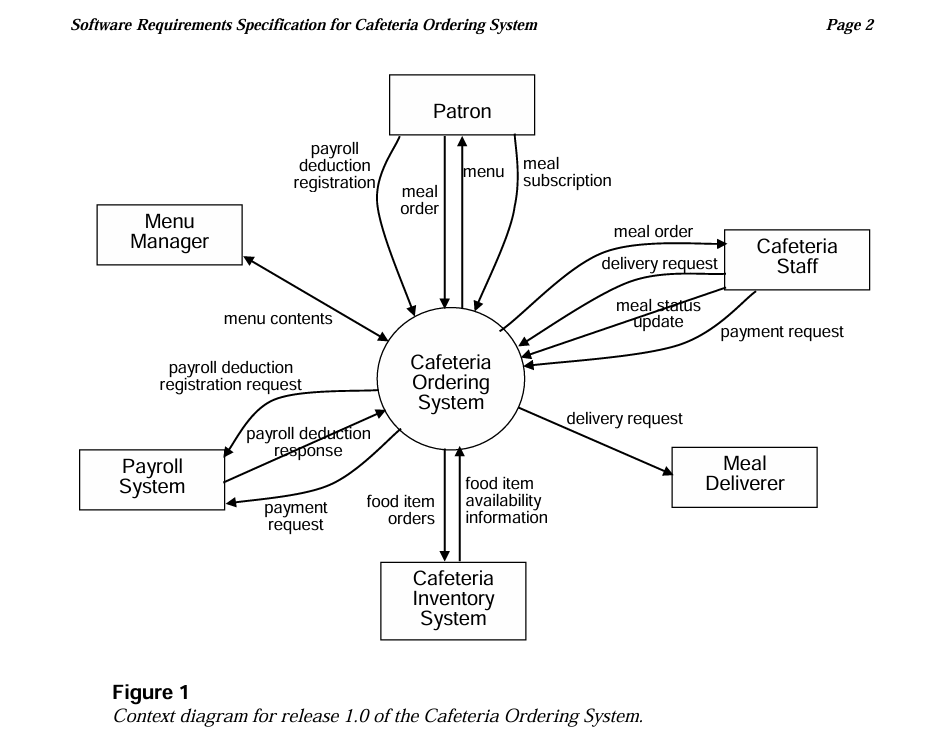 Software Requirements Specification for Cafeteria Ordering System Page 2
Patron
payroll
deduction
registration
meal
order
menu
meal
subscription
Menu
Manager
menu contents
meal order
delivery request
meal status
update
payment request
Cafeteria
Staff
Cafeteria
Ordering
System
payroll deduction
registration request
payroll deduction
response
payment
request
Payroll
System
delivery request
Meal
Deliverer
food item
orders
food item
availability
information
Cafeteria
Inventory
System
Figure 1
Context diagram for release 1.0 of the Cafeteria Ordering System.